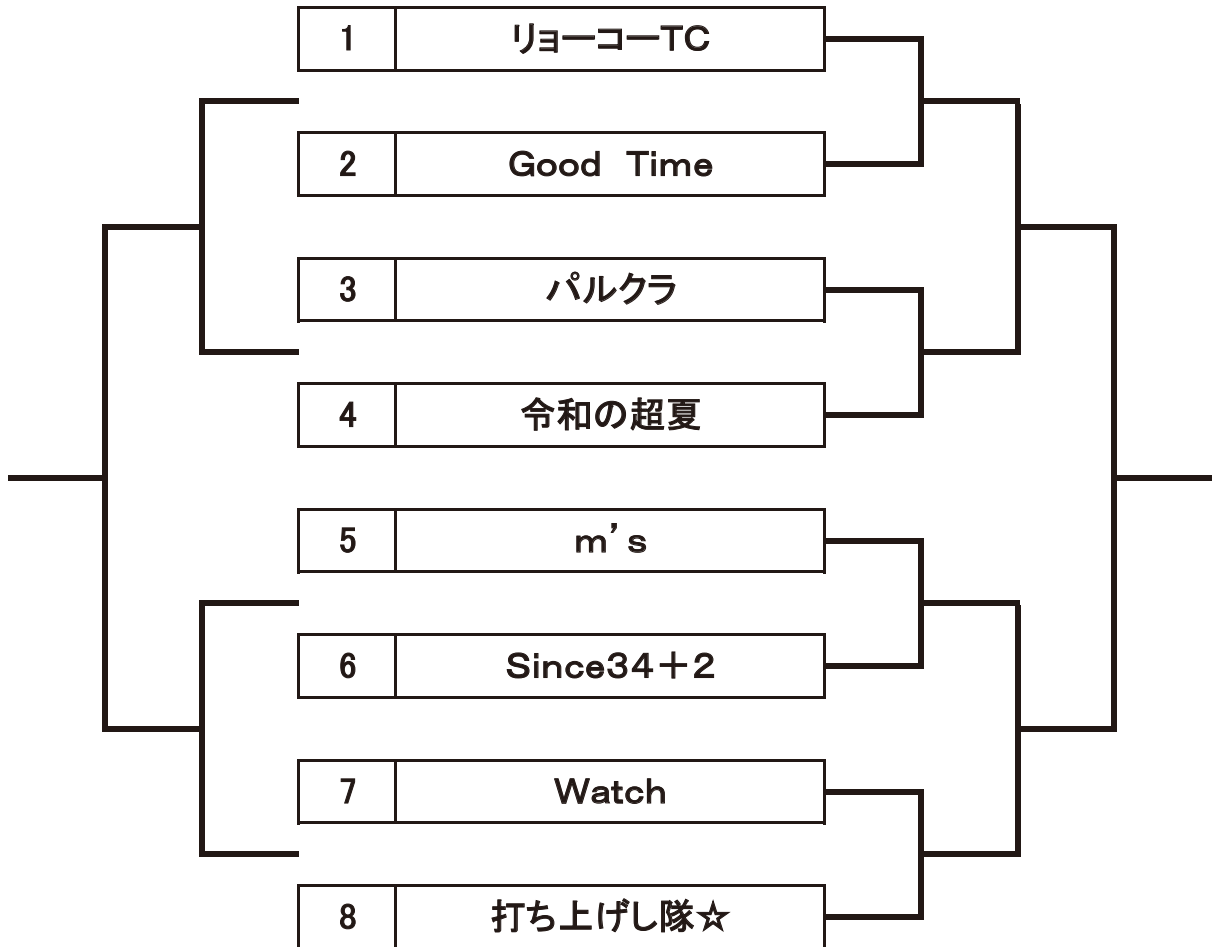 1 リョーコーTC
2 Good Time
3 パルクラ
4 令和の超夏
5 m's
6 Since34＋2
7 Watch
8 打ち上げし隊☆